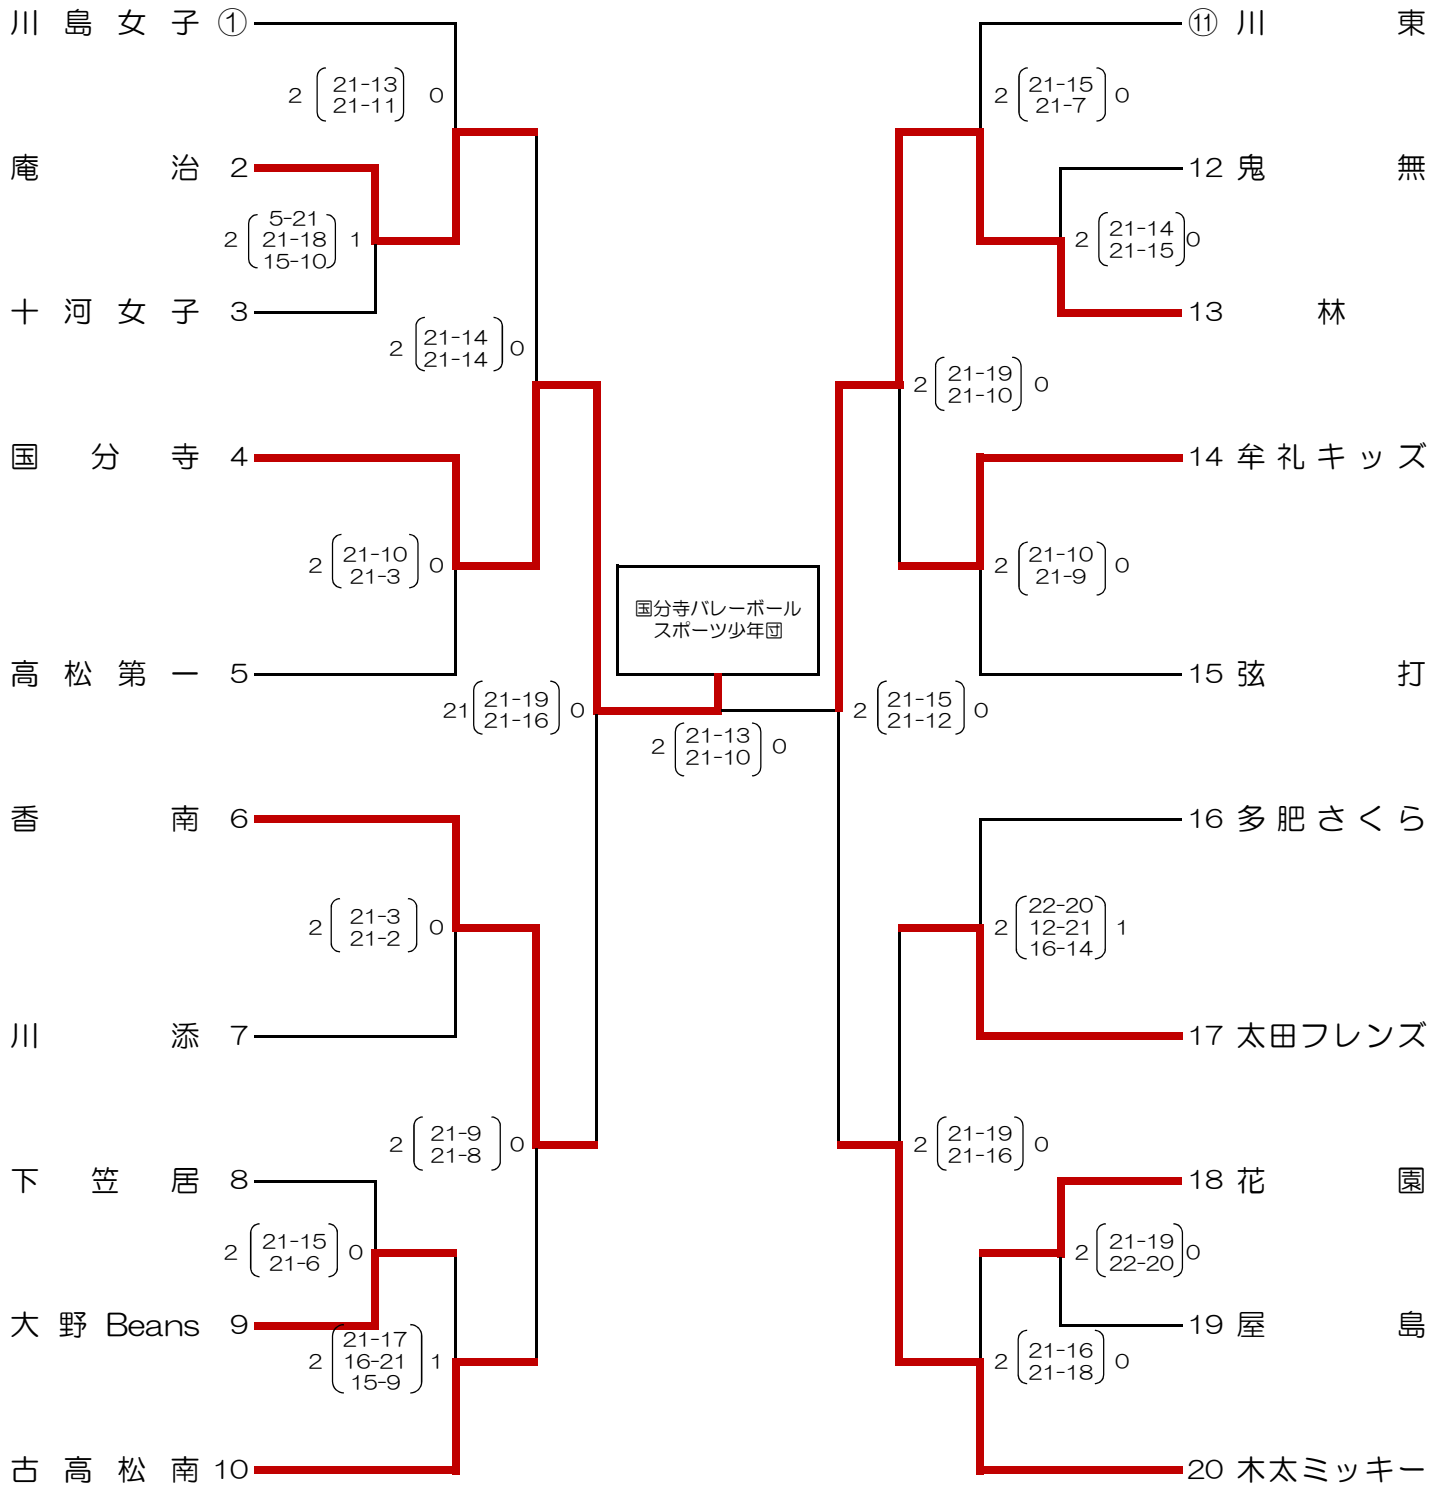 川島女子 ①
2 21-13 0
21-11
庵治 2
5-21
2 21-18 1
15-10
十河女子 3
2 21-14 0
21-14
国分寺 4
2 21-10 0
21-3
高松第一 5
21 21-19 0
21-16
香南 6
2 21-3 0
21-2
川添 7
2 21-9 0
21-8
下笠居 8
2 21-15 0
21-6
大野Beans 9
21-17
2 16-21 1
15-9
古高松南 10
国分寺バレーボール
スポーツ少年団
2 21-13 0
21-10
⑪ 川東
2 21-15 0
21-7
12 鬼無
2 21-14 0
21-15
13 林
2 21-19 0
21-10
14 牟礼キッズ
2 21-10 0
21-9
15 弦打
2 21-15 0
21-12
16 多肥さくら
22-20
2 12-21 1
16-14
17 太田フレンズ
2 21-19 0
21-16
18 花園
2 21-19 0
22-20
19 屋島
2 21-16 0
21-18
20 木太ミッキー